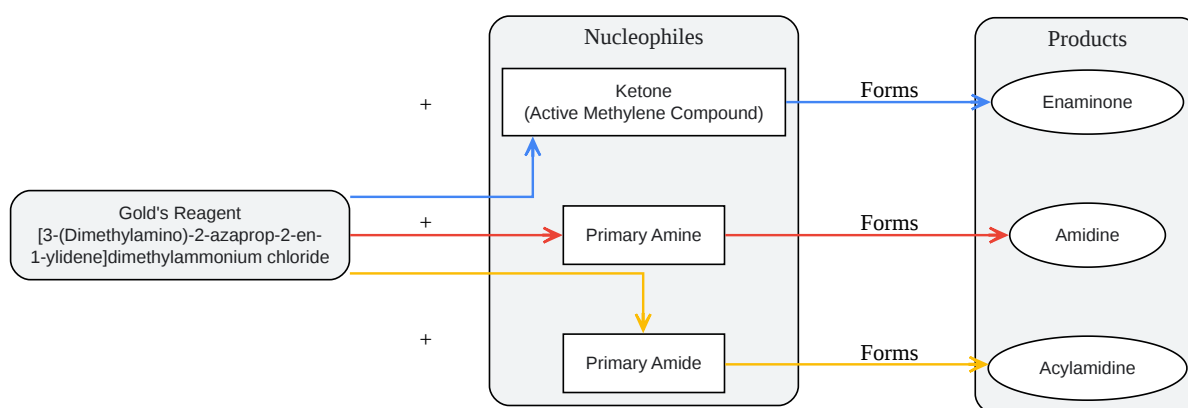 Nucleophiles
Products
+
Ketone
(Active Methylene Compound)
Forms
Enaminone
Gold's Reagent
[3-(Dimethylamino)-2-azaprop-2-en-
1-ylidene]dimethylammonium chloride
+
Primary Amine
Forms
Amidine
+
Primary Amide
Forms
Acylamidine